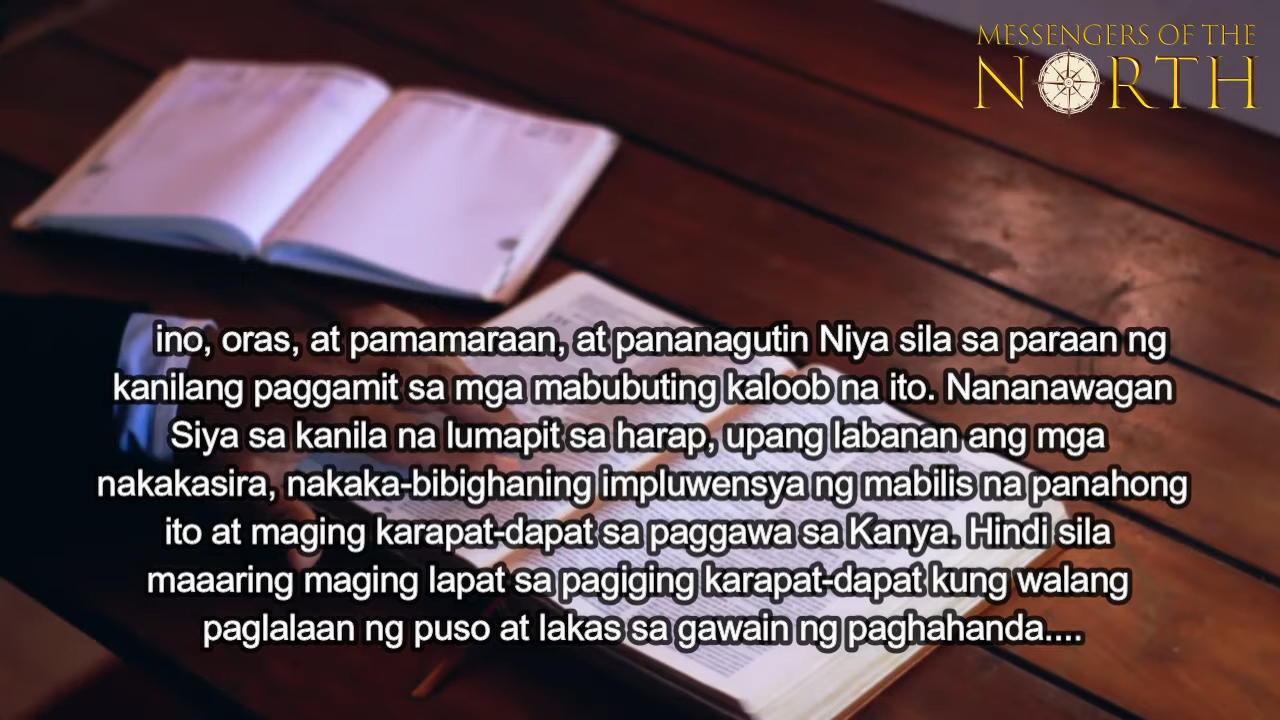 MESSENGERS OF THE
NORTH
ino, oras, at pamamaraan, at pananagutin Niya sila sa paraan ng
kanilang paggamit sa mga mabubuting kaloob na ito. Nananawagan
Siya sa kanila na lumapit sa harap, upang labanan ang mga
nakakasira, nakaka-bibighaning impluwensya ng mabilis na panahong
ito at maging karapat-dapat sa paggawa sa Kanya. Hindi sila
maaaring maging lapat sa pagiging karapat-dapat kung walang
paglalaan ng puso at lakas sa gawain ng paghahanda....